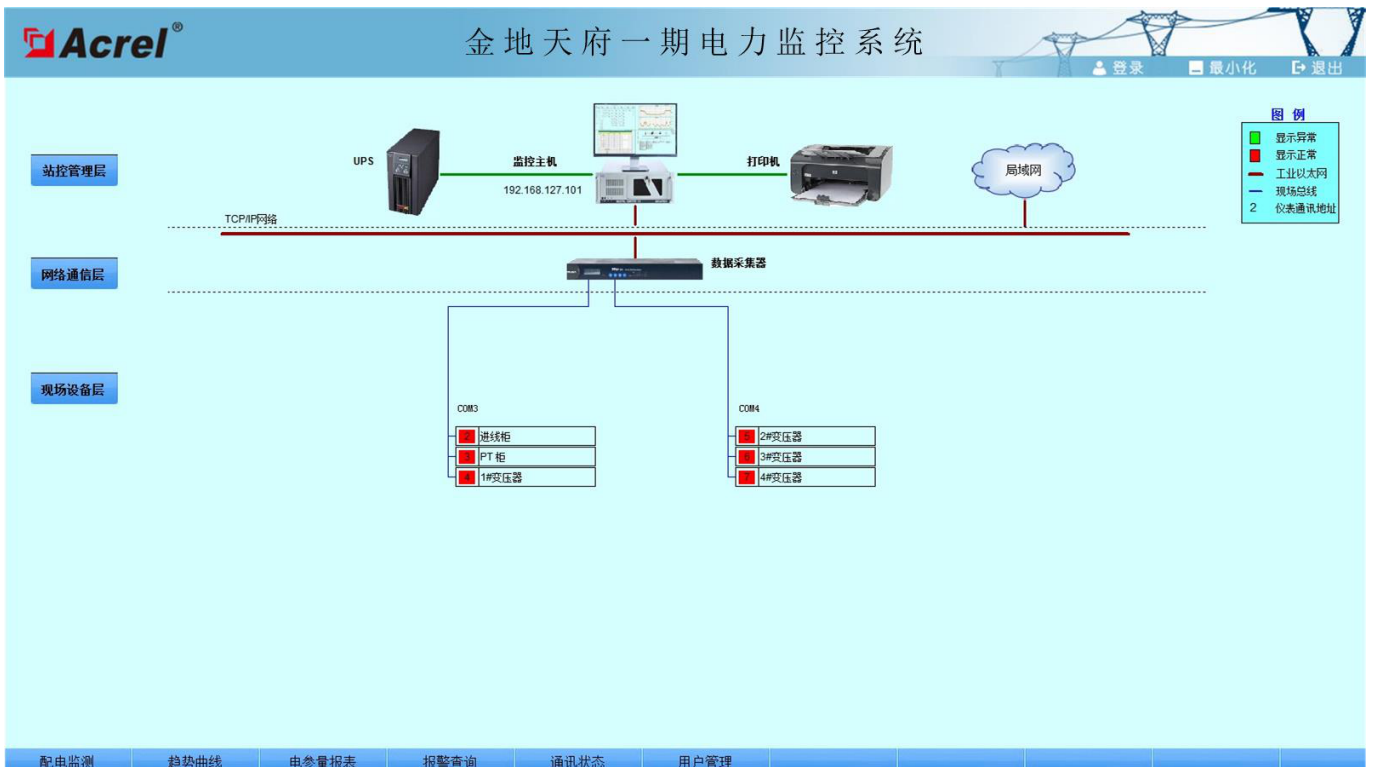 Acrel®
金地天府一期电力监控系统
登录 最小化 退出
图 例
显示异常
显示正常
工业以太网
现场总线
2 仪表通讯地址
站控管理层
UPS
监控主机
192.168.127.101
打印机
局域网
TCP/IP网络
网络通信层
数据采集器
现场设备层
COM3
2 进线柜
3 PT柜
4 1#变压器
COM4
5 2#变压器
6 3#变压器
7 4#变压器
配电监测 趋势曲线 电参量报表 报警查询 通讯状态 用户管理